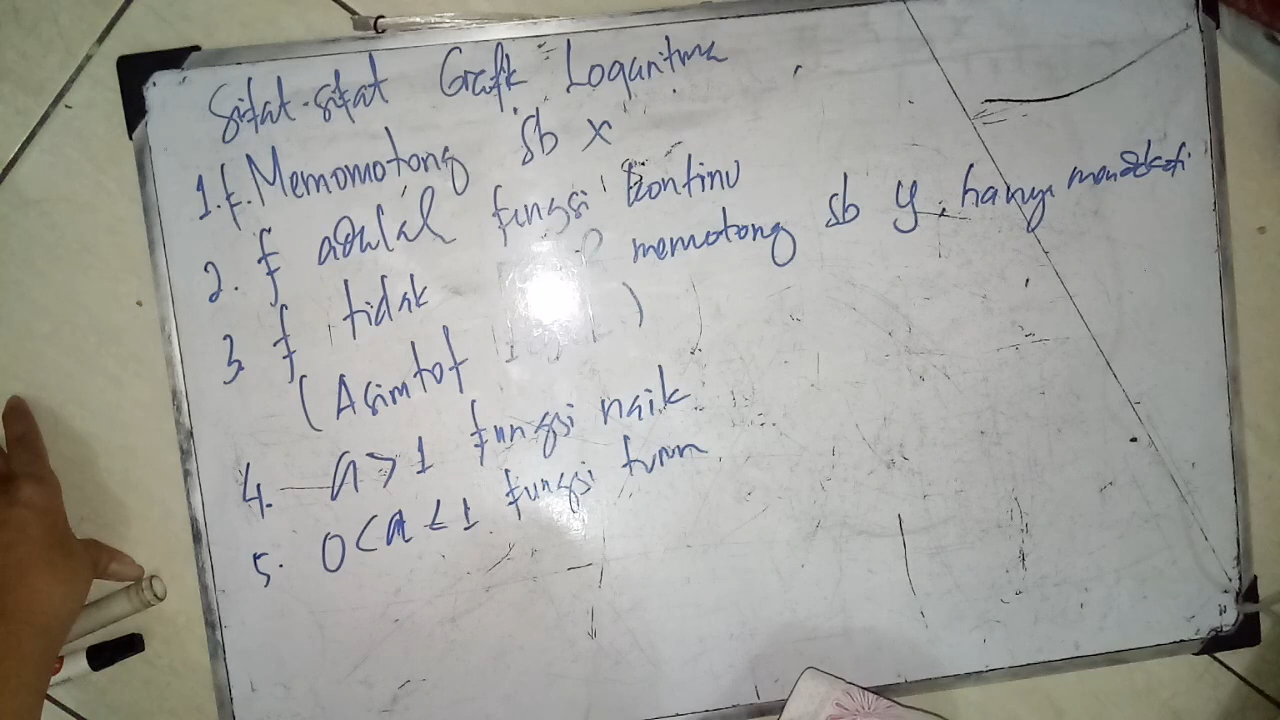 Sifat-sifat Grafik Logaritma
1. f. Memomotong sb x
2. f adalah fungsi kontinu
3 f tidak memotong sb y, hanya mendekati
(Asimtot )
4. a > 1 fungsi naik
5. 0 < a < 1 fungsi turun